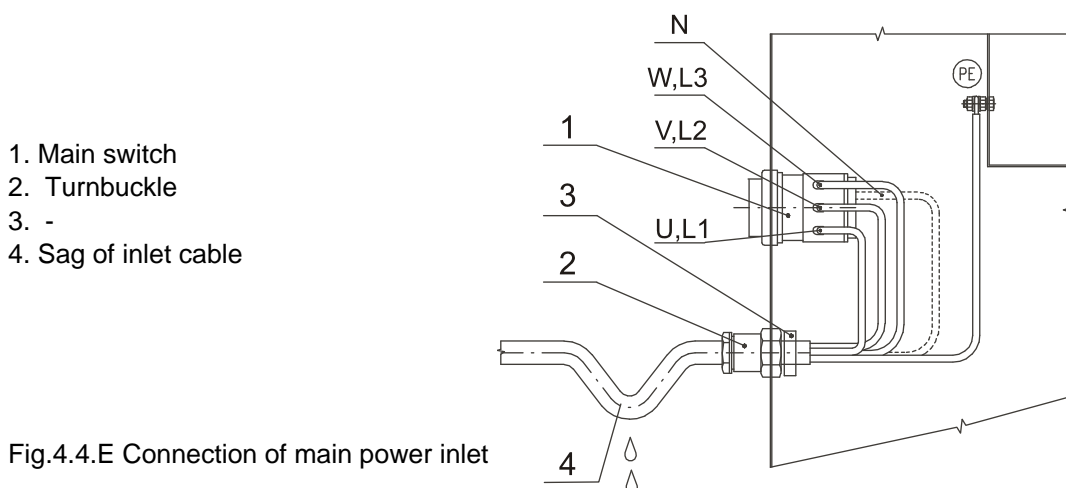 1. Main switch
2. Turnbuckle
3. -
4. Sag of inlet cable
Fig.4.4.E Connection of main power inlet
N
PE
W,L3
1
V,L2
3
U,L1
2
4